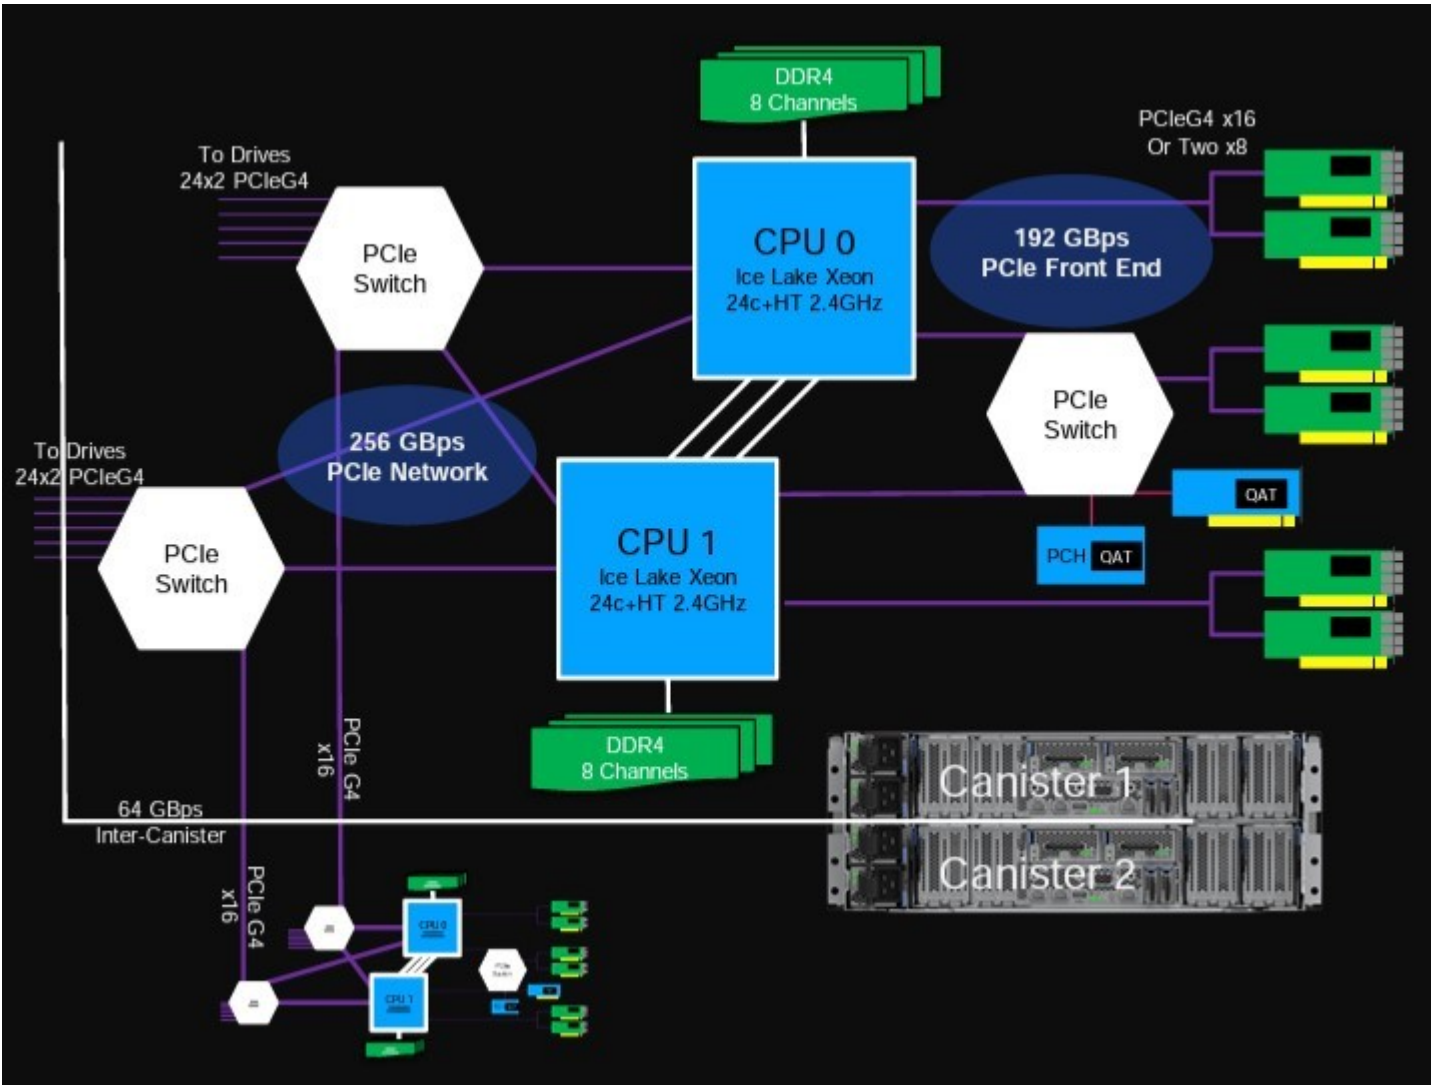 DDR4
8 Channels
PCIeG4 x16
Or Two x8
To Drives
24x2 PCIeG4
PCIe
Switch
CPU 0
Ice Lake Xeon
24c+HT 2.4GHz
192 GBps
PCIe Front End
256 GBps
PCIe Network
PCIe
Switch
To Drives
24x2 PCIeG4
PCIe
Switch
CPU 1
Ice Lake Xeon
24c+HT 2.4GHz
QAT
PCH QAT
DDR4
8 Channels
PCIe G4
x16
64 GBps
Inter-Canister
PCIe G4
x16
Canister 1
Canister 2
CPU 0
CPU 1